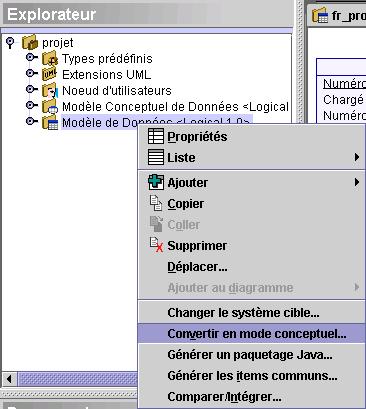 Explorateur
projet
Types prédéfinis
Extensions UML
Noeud d'utilisateurs
Modèle Conceptuel de Données <Logical
Modèle de Données <Logical 1.0>
fr_pro
Numéro
Chargé
Numéro
Propriétés
Liste
Ajouter
Copier
Coller
Supprimer
Déplacer...
Ajouter au diagramme
Changer le système cible...
Convertir en mode conceptuel...
Générer un paquetage Java...
Générer les items communs...
Comparer/Intégrer...